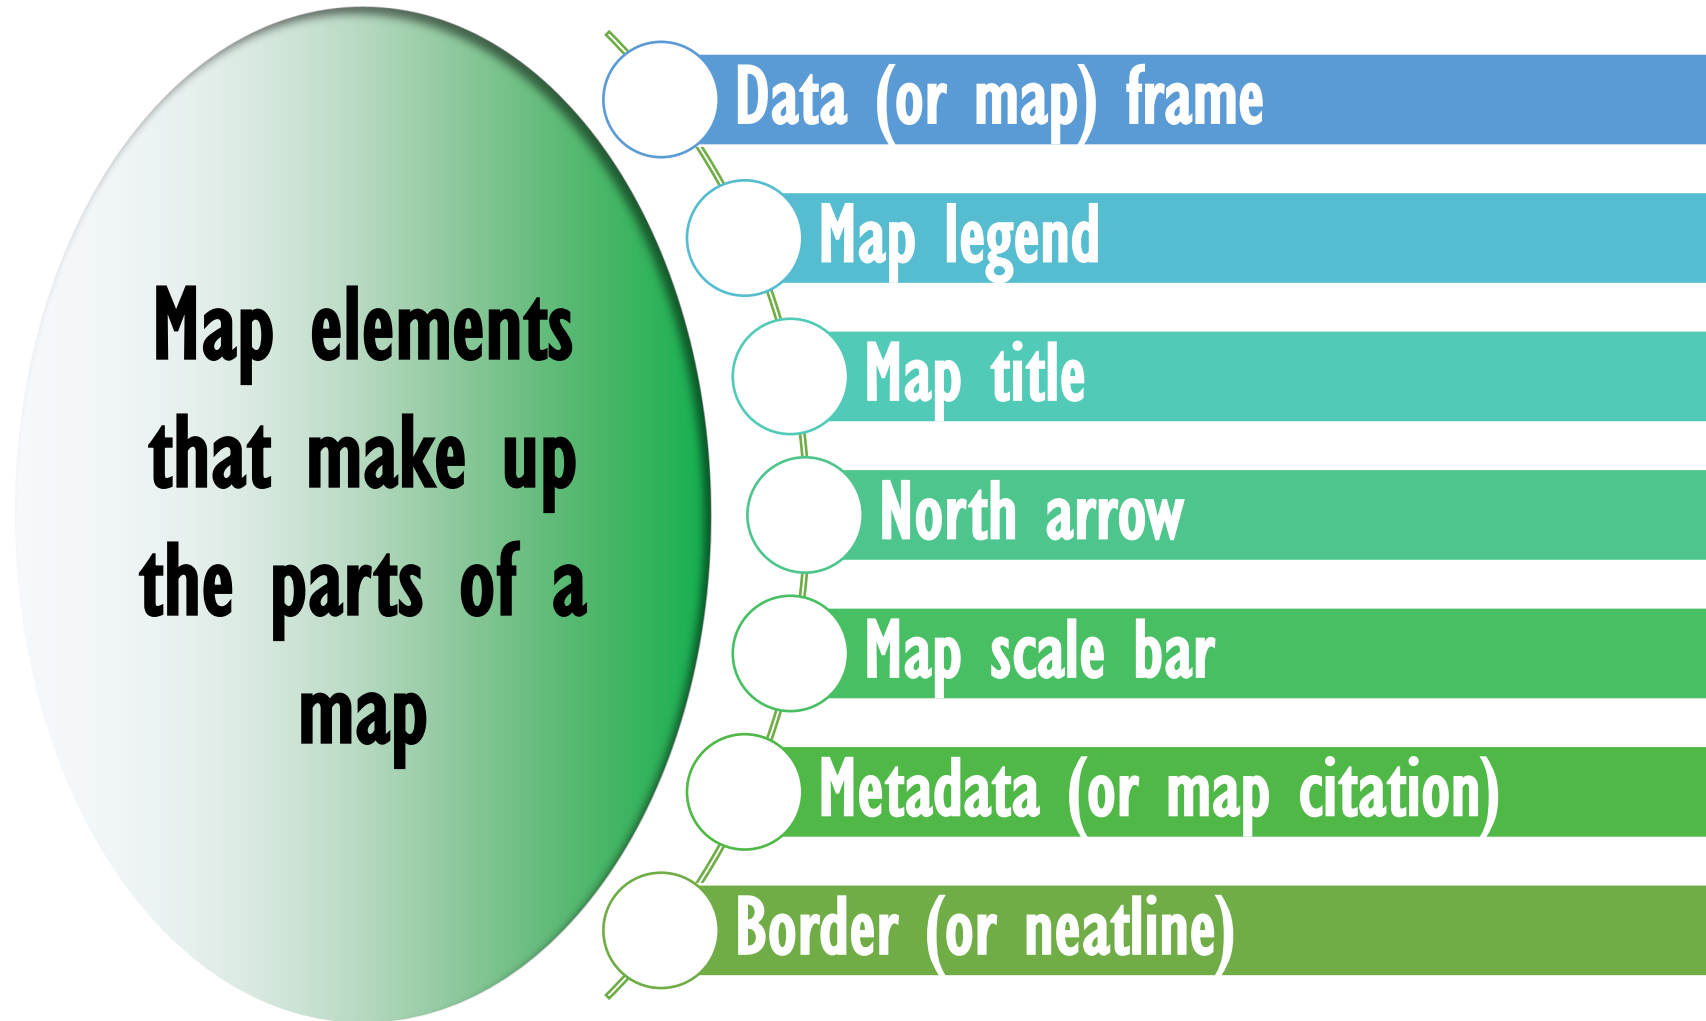 Map elements
that make up
the parts of a
map
Data (or map) frame
Map legend
Map title
North arrow
Map scale bar
Metadata (or map citation)
Border (or neatline)